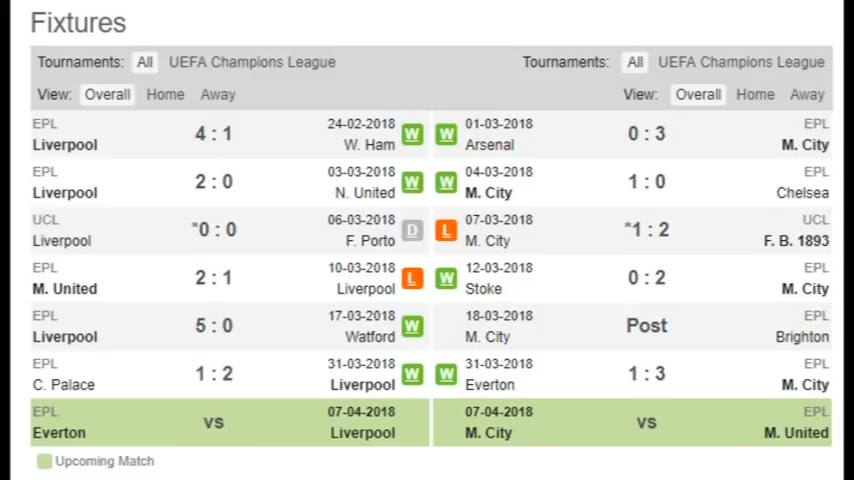 Fixtures
Tournaments: All UEFA Champions League Tournaments: All UEFA Champions League
View: Overall Home Away View: Overall Home Away
EPL 24-02-2018 01-03-2018 EPL
Liverpool 4 : 1 W. Ham W W Arsenal 0 : 3 M. City
EPL 03-03-2018 04-03-2018 EPL
Liverpool 2 : 0 N. United W W M. City 1 : 0 Chelsea
UCL 06-03-2018 07-03-2018 UCL
Liverpool *0 : 0 F. Porto D L M. City *1 : 2 F. B. 1893
EPL 10-03-2018 12-03-2018 EPL
M. United 2 : 1 Liverpool L W Stoke 0 : 2 M. City
EPL 17-03-2018 18-03-2018 EPL
Liverpool 5 : 0 Watford W M. City Post Brighton
EPL 31-03-2018 31-03-2018 EPL
C. Palace 1 : 2 Liverpool W W Everton 1 : 3 M. City
EPL 07-04-2018 07-04-2018 EPL
Everton vs Liverpool M. City vs M. United
Upcoming Match